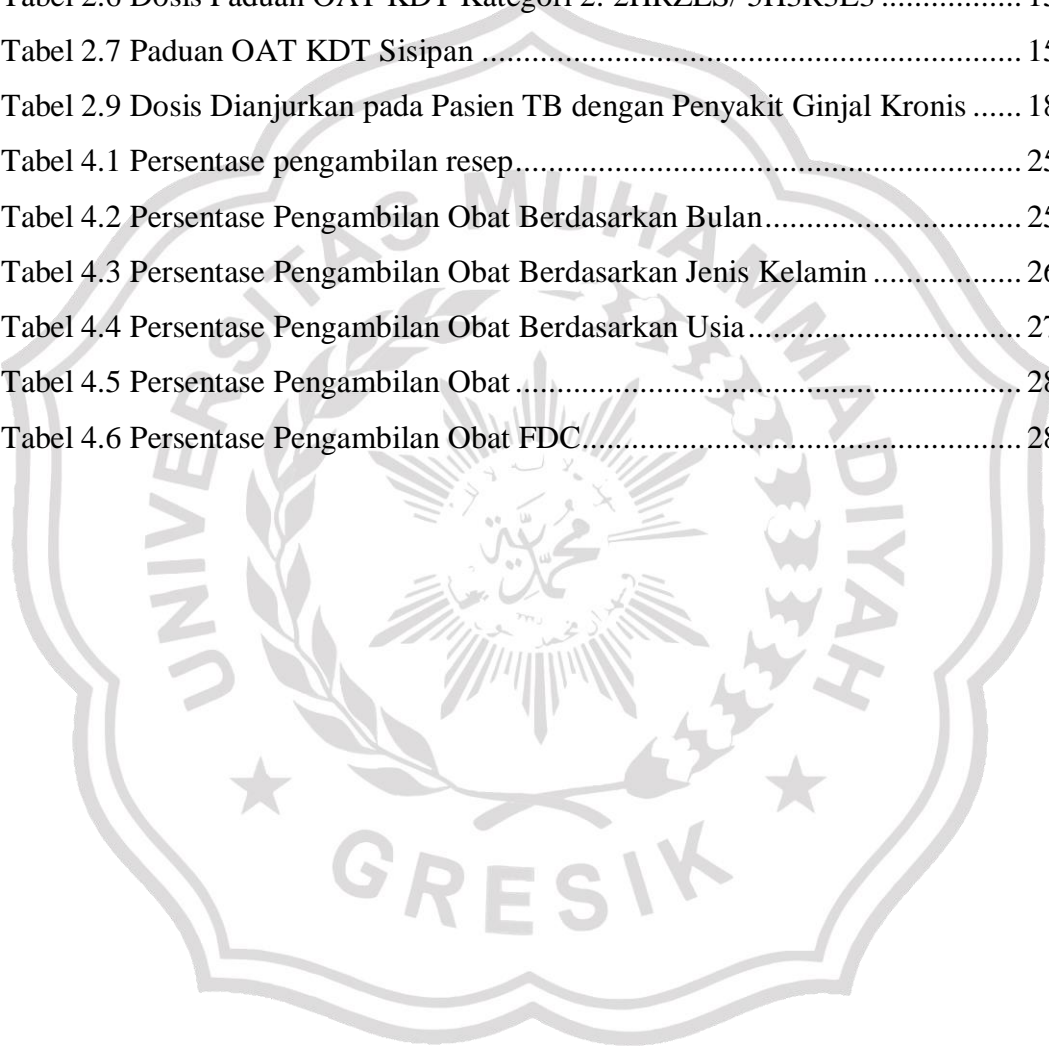 Tabel 2.7 Paduan OAT KDT Sisipan ........................................................................ 15
Tabel 2.9 Dosis Dianjurkan pada Pasien TB dengan Penyakit Ginjal Kronis ...... 18
Tabel 4.1 Persentase pengambilan resep.................................................................. 25
Tabel 4.2 Persentase Pengambilan Obat Berdasarkan Bulan................................ 25
Tabel 4.3 Persentase Pengambilan Obat Berdasarkan Jenis Kelamin ................. 26
Tabel 4.4 Persentase Pengambilan Obat Berdasarkan Usia................................... 27
Tabel 4.5 Persentase Pengambilan Obat .................................................................. 28
Tabel 4.6 Persentase Pengambilan Obat FDC......................................................... 28
UNIVERSITAS MUHAMMADIYAH
GRESIK